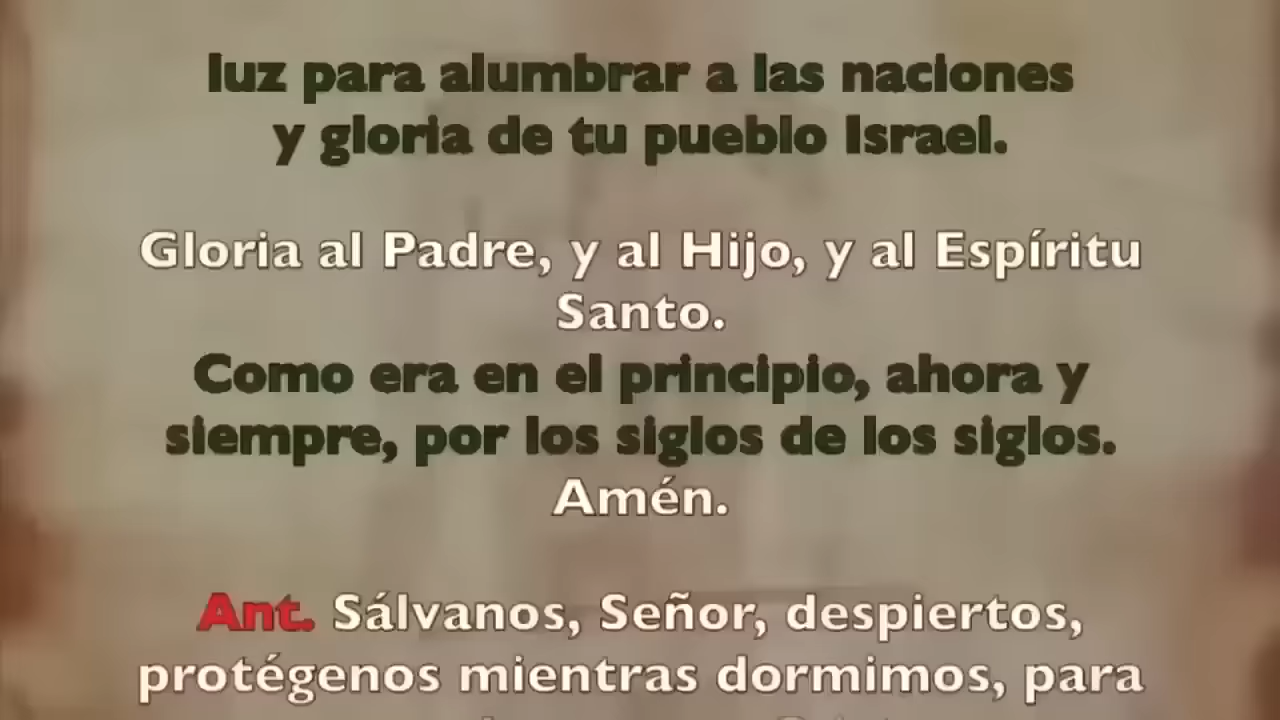 luz para alumbrar a las naciones
y gloria de tu pueblo Israel.
Gloria al Padre, y al Hijo, y al Espíritu
Santo.
Como era en el principio, ahora y
siempre, por los siglos de los siglos.
Amén.
Ant. Sálvanos, Señor, despiertos,
protégenos mientras dormimos, para